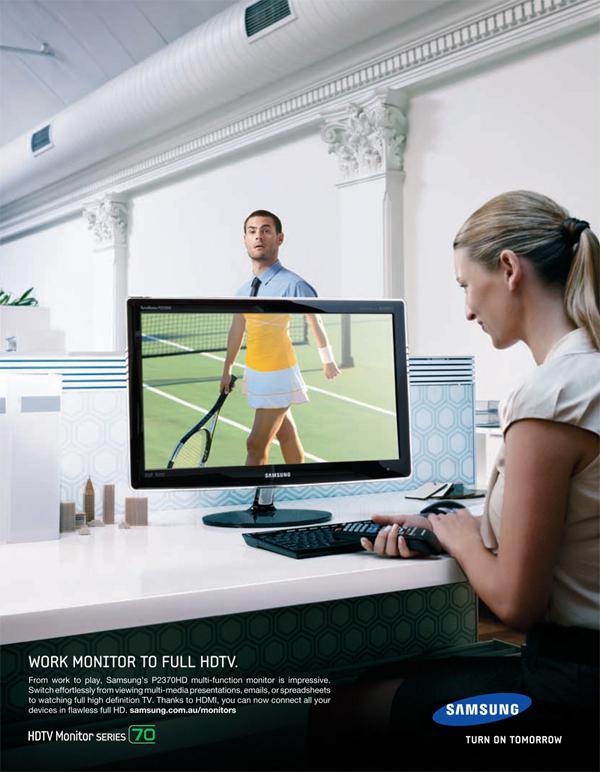 SAMSUNG
WORK MONITOR TO FULL HDTV.
From work to play, Samsung's P2370HD multi-function monitor is impressive.
Switch effortlessly from viewing multi-media presentations, emails, or spreadsheets
to watching full high definition TV. Thanks to HDMI, you can now connect all your
devices in flawless full HD. samsung.com.au/monitors
HDTV Monitor SERIES 70
SAMSUNG
TURN ON TOMORROW